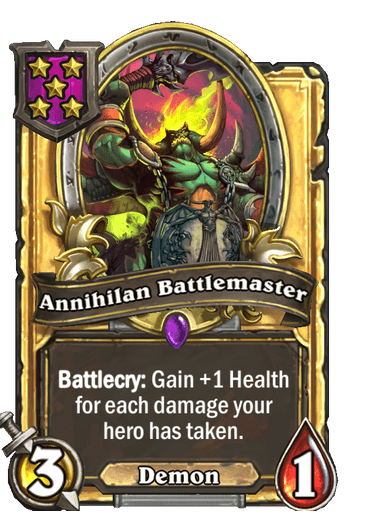 Annihilan Battlemaster
Battlecry: Gain +1 Health
for each damage your
hero has taken.
3
Demon
1